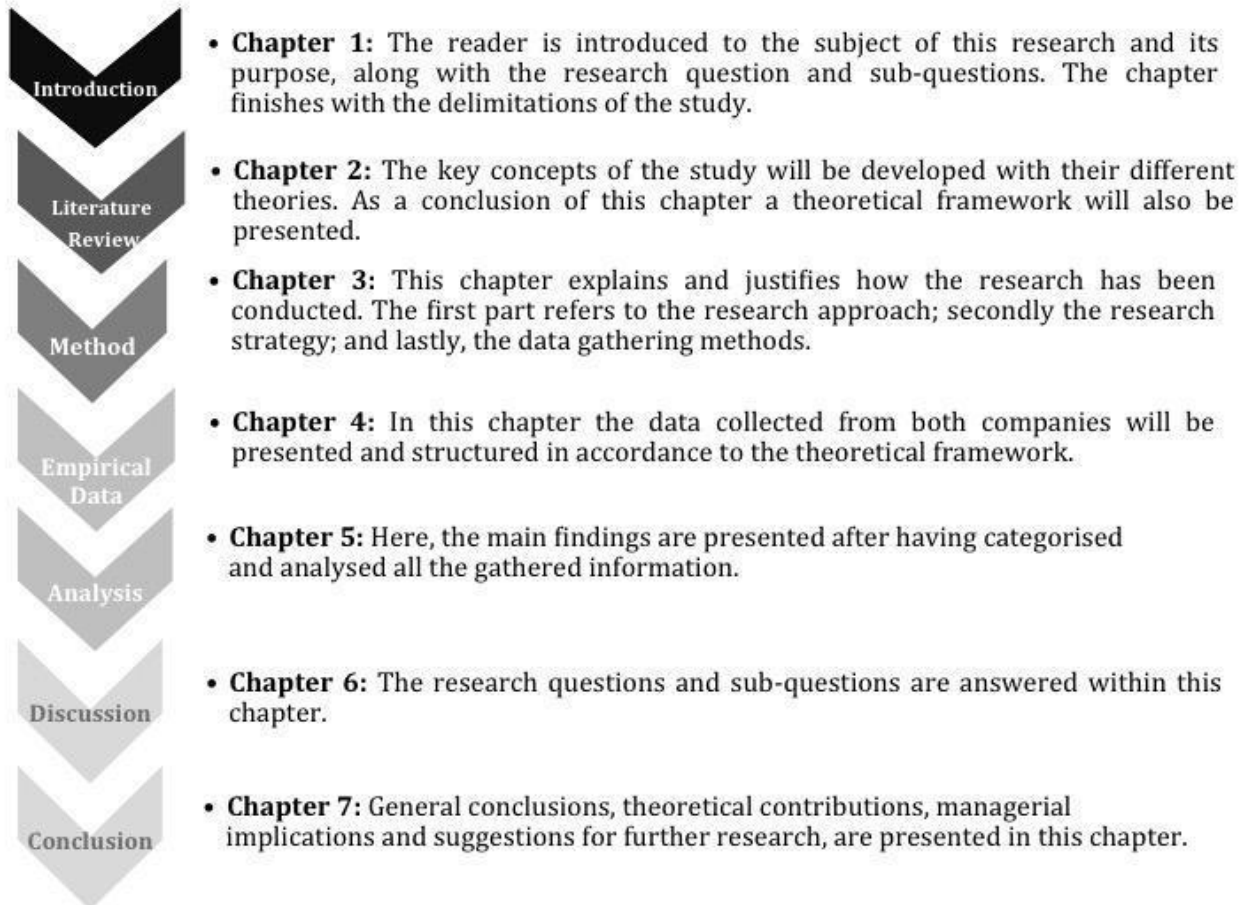 Introduction
• Chapter 1: The reader is introduced to the subject of this research and its
purpose, along with the research question and sub-questions. The chapter
finishes with the delimitations of the study.
Literature
Review
• Chapter 2: The key concepts of the study will be developed with their different
theories. As a conclusion of this chapter a theoretical framework will also be
presented.
Method
• Chapter 3: This chapter explains and justifies how the research has been
conducted. The first part refers to the research approach; secondly the research
strategy; and lastly, the data gathering methods.
Empirical
Data
• Chapter 4: In this chapter the data collected from both companies will be
presented and structured in accordance to the theoretical framework.
Analysis
• Chapter 5: Here, the main findings are presented after having categorised
and analysed all the gathered information.
Discussion
• Chapter 6: The research questions and sub-questions are answered within this
chapter.
Conclusion
• Chapter 7: General conclusions, theoretical contributions, managerial
implications and suggestions for further research, are presented in this chapter.